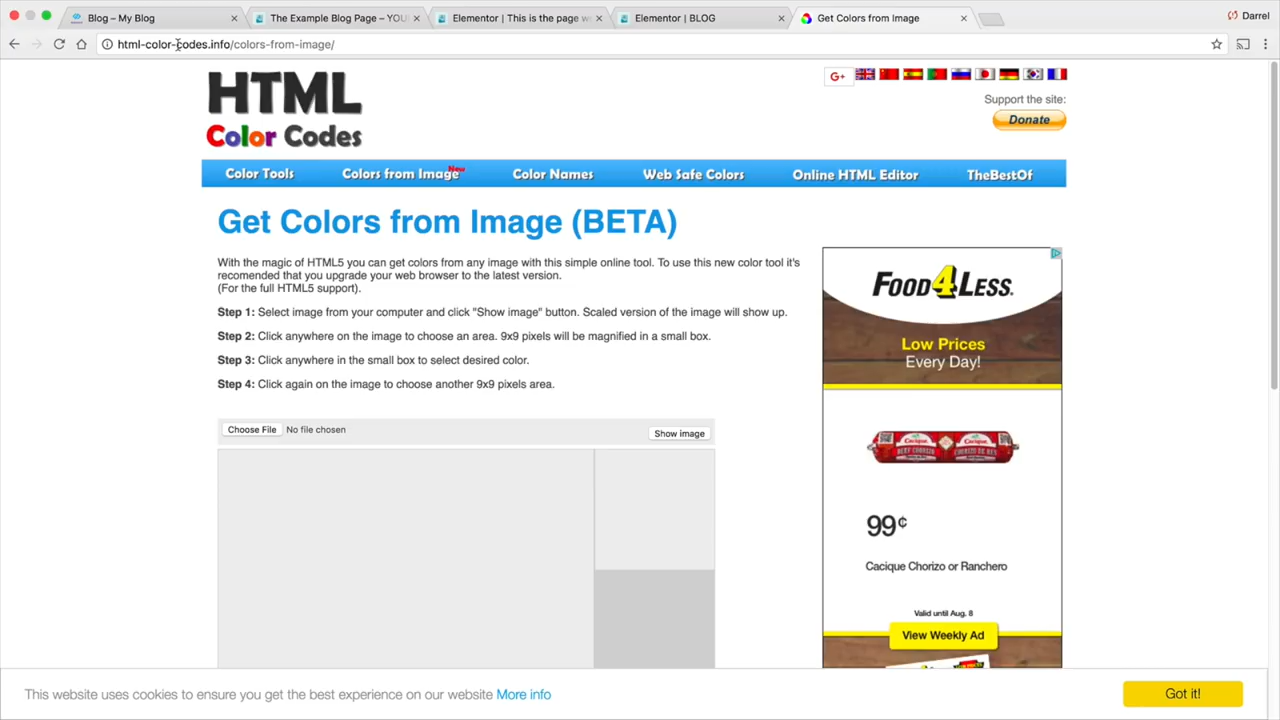 Blog – My Blog
The Example Blog Page – YOU
Elementor | This is the page w
Elementor | BLOG
Get Colors from Image
Darrel
html-color-codes.info/colors-from-image/
HTML
Color Codes
G+
Support the site:
Donate
Color Tools
Colors from Image
New
Color Names
Web Safe Colors
Online HTML Editor
TheBestOf
Get Colors from Image (BETA)
With the magic of HTML5 you can get colors from any image with this simple online tool. To use this new color tool it's
recomended that you upgrade your web browser to the latest version.
(For the full HTML5 support).
Step 1: Select image from your computer and click "Show image" button. Scaled version of the image will show up.
Step 2: Click anywhere on the image to choose an area. 9x9 pixels will be magnified in a small box.
Step 3: Click anywhere in the small box to select desired color.
Step 4: Click again on the image to choose another 9x9 pixels area.
Choose File No file chosen
Show image
FOOD4LESS.
Low Prices
Every Day!
Cacique
BEEF CHORIZO
Cacique
CHORIZO DE RES
99¢
Cacique Chorizo or Ranchero
Valid until Aug. 8
View Weekly Ad
This website uses cookies to ensure you get the best experience on our website More info
Got it!